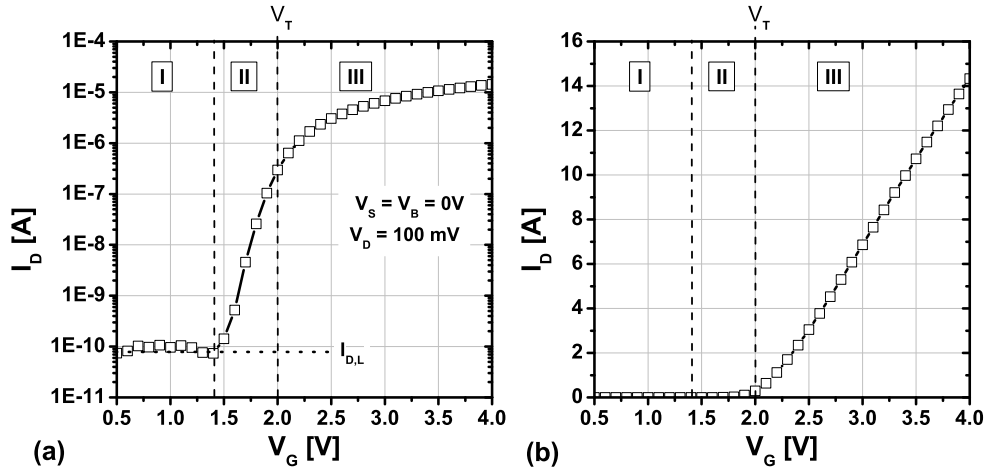 V_T
1E-4
1E-5
1E-6
1E-7
1E-8
1E-9
1E-10
1E-11
I II III
V_S = V_B = 0V
V_D = 100 mV
I_D,L
I_D [A]
0.5 1.0 1.5 2.0 2.5 3.0 3.5 4.0
V_G [V]
(a)
V_T
16
14
12
10
8
6
4
2
0
I II III
I_D [A]
0.5 1.0 1.5 2.0 2.5 3.0 3.5 4.0
V_G [V]
(b)